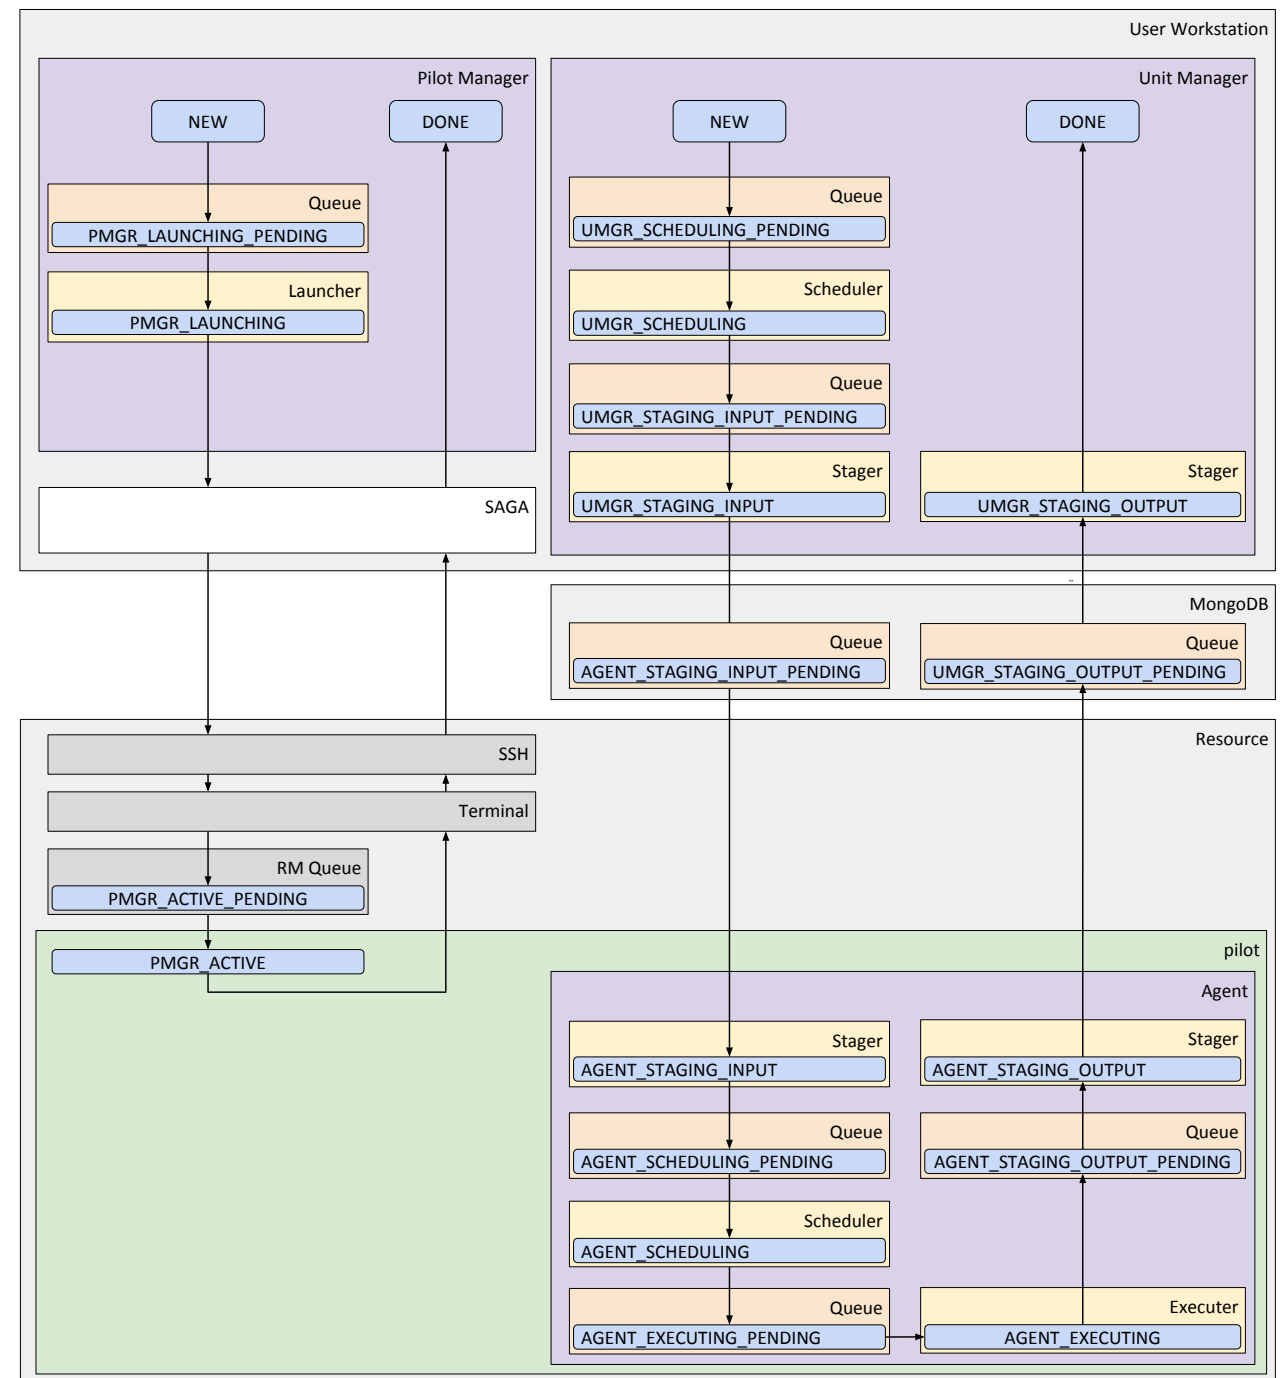 User Workstation
Pilot Manager
NEW
DONE
Queue
PMGR_LAUNCHING_PENDING
Launcher
PMGR_LAUNCHING
SAGA
Unit Manager
NEW
DONE
Queue
UMGR_SCHEDULING_PENDING
Scheduler
UMGR_SCHEDULING
Queue
UMGR_STAGING_INPUT_PENDING
Stager
UMGR_STAGING_INPUT
Stager
UMGR_STAGING_OUTPUT
MongoDB
Queue
AGENT_STAGING_INPUT_PENDING
Queue
UMGR_STAGING_OUTPUT_PENDING
Resource
SSH
Terminal
RM Queue
PMGR_ACTIVE_PENDING
pilot
PMGR_ACTIVE
Agent
Stager
AGENT_STAGING_INPUT
Stager
AGENT_STAGING_OUTPUT
Queue
AGENT_SCHEDULING_PENDING
Queue
AGENT_STAGING_OUTPUT_PENDING
Scheduler
AGENT_SCHEDULING
Queue
AGENT_EXECUTING_PENDING
Executer
AGENT_EXECUTING